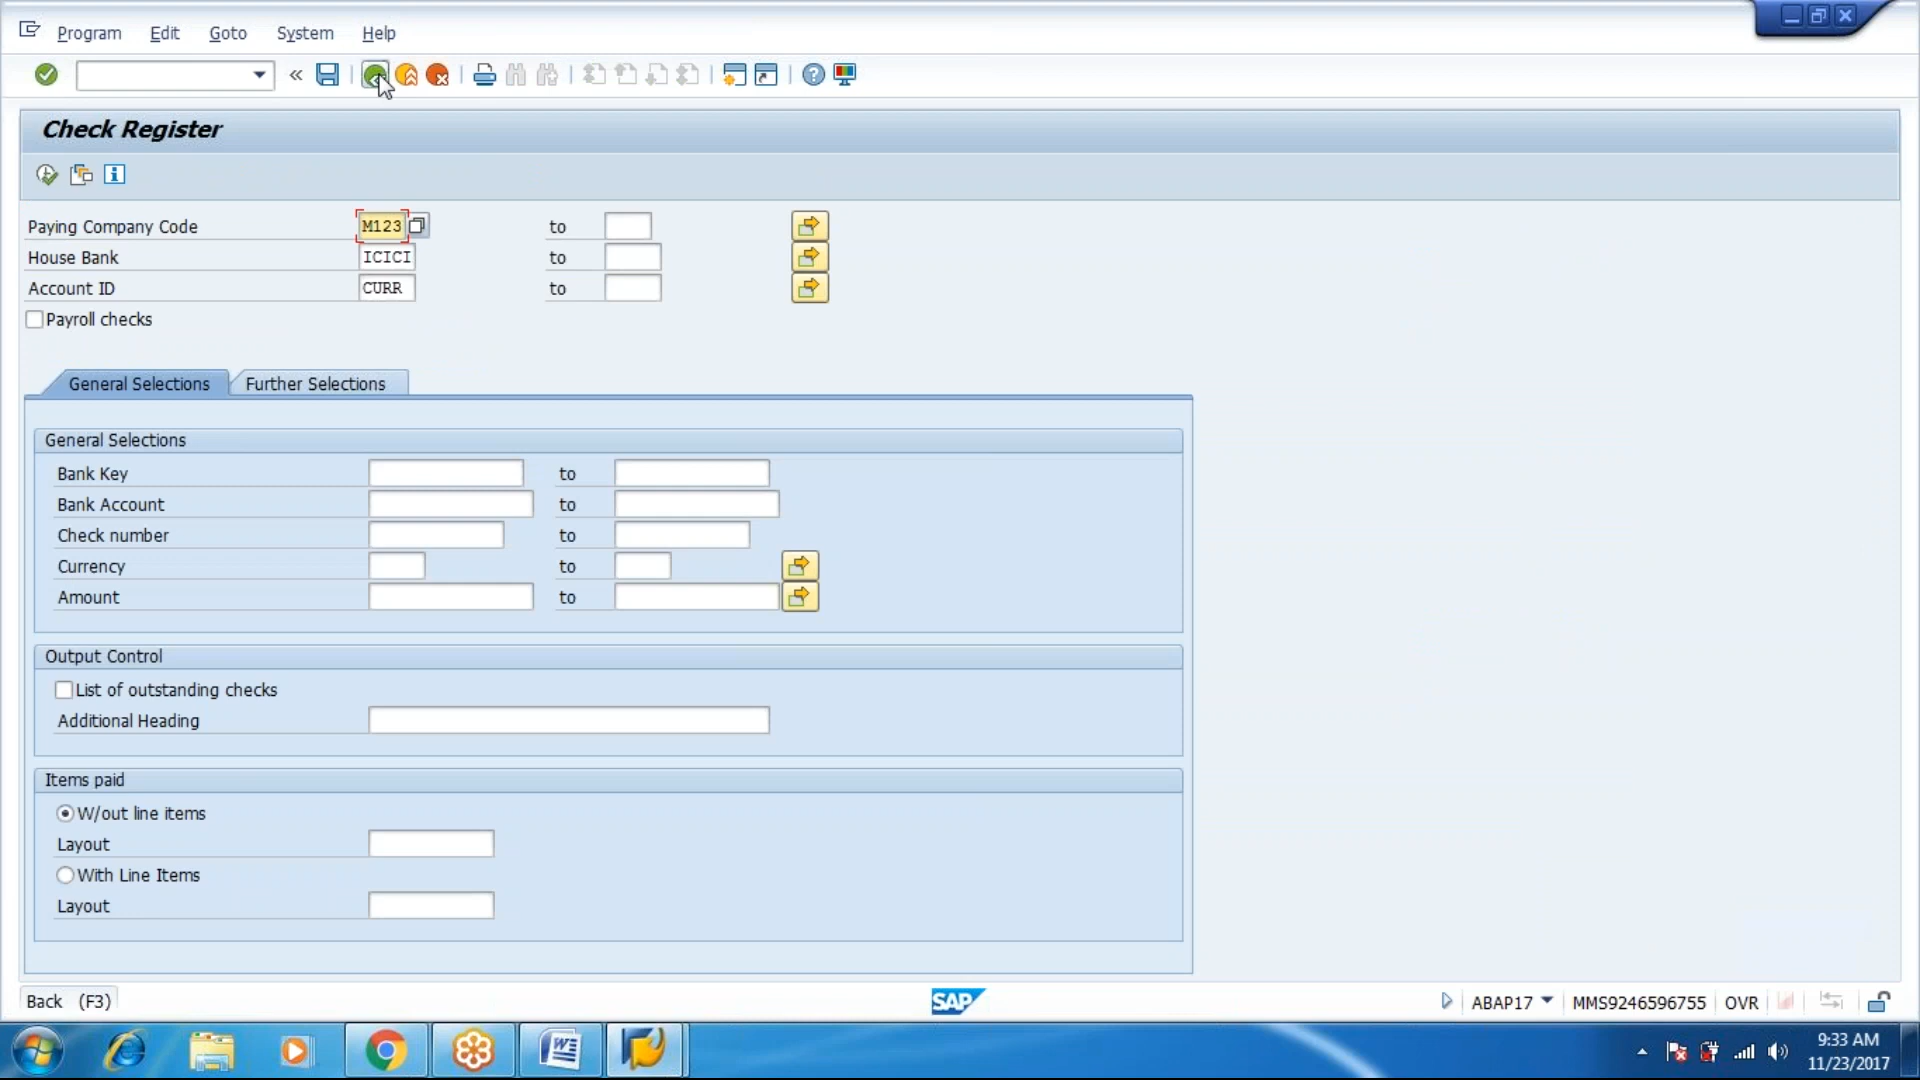 Program Edit Goto System Help
Check Register
Paying Company Code M123 to
House Bank ICICI to
Account ID CURR to
Payroll checks
General Selections Further Selections
General Selections
Bank Key to
Bank Account to
Check number to
Currency to
Amount to
Output Control
List of outstanding checks
Additional Heading
Items paid
W/out line items
Layout
With Line Items
Layout
Back (F3) SAP ABAP17 MMS9246596755 OVR
9:33 AM
11/23/2017